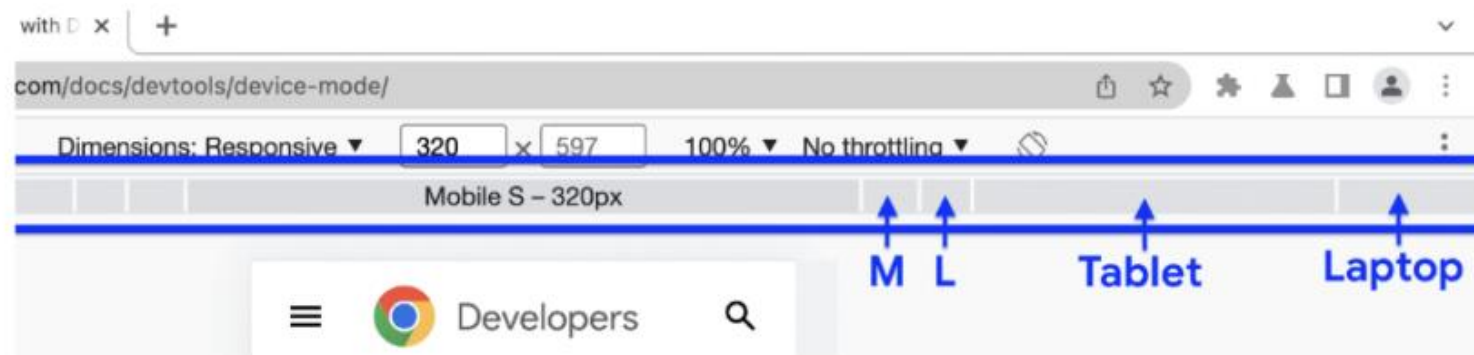 with D
com/docs/devtools/device-mode/
Dimensions: Responsive 320 × 597 100% No throttling
Mobile S – 320px
M L Tablet Laptop
Developers